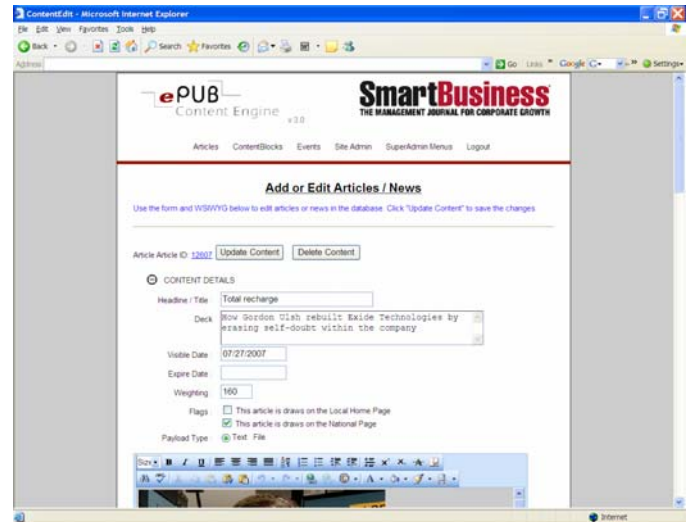 ContentEdit - Microsoft Internet Explorer
File Edit View Favorites Tools Help
Back Search Favorites
Address Go Links » Google G » Settings
ePUB
Content Engine v3.0
SmartBusiness
THE MANAGEMENT JOURNAL FOR CORPORATE GROWTH
Articles ContentBlocks Events Site Admin SuperAdmin Menus Logout
Add or Edit Articles / News
Use the form and WSIWYG below to edit articles or news in the database. Click "Update Content" to save the changes
Article Article ID: 12607 Update Content Delete Content
CONTENT DETAILS
Headline / Title : Total recharge
Deck : How Gordon Ulsh rebuilt Exide Technologies by
erasing self-doubt within the company
Visible Date : 07/27/2007
Expire Date :
Weighting : 160
Flags : This article is draws on the Local Home Page
This article is draws on the National Page
Payload Type : Text File
Size B I U
Internet